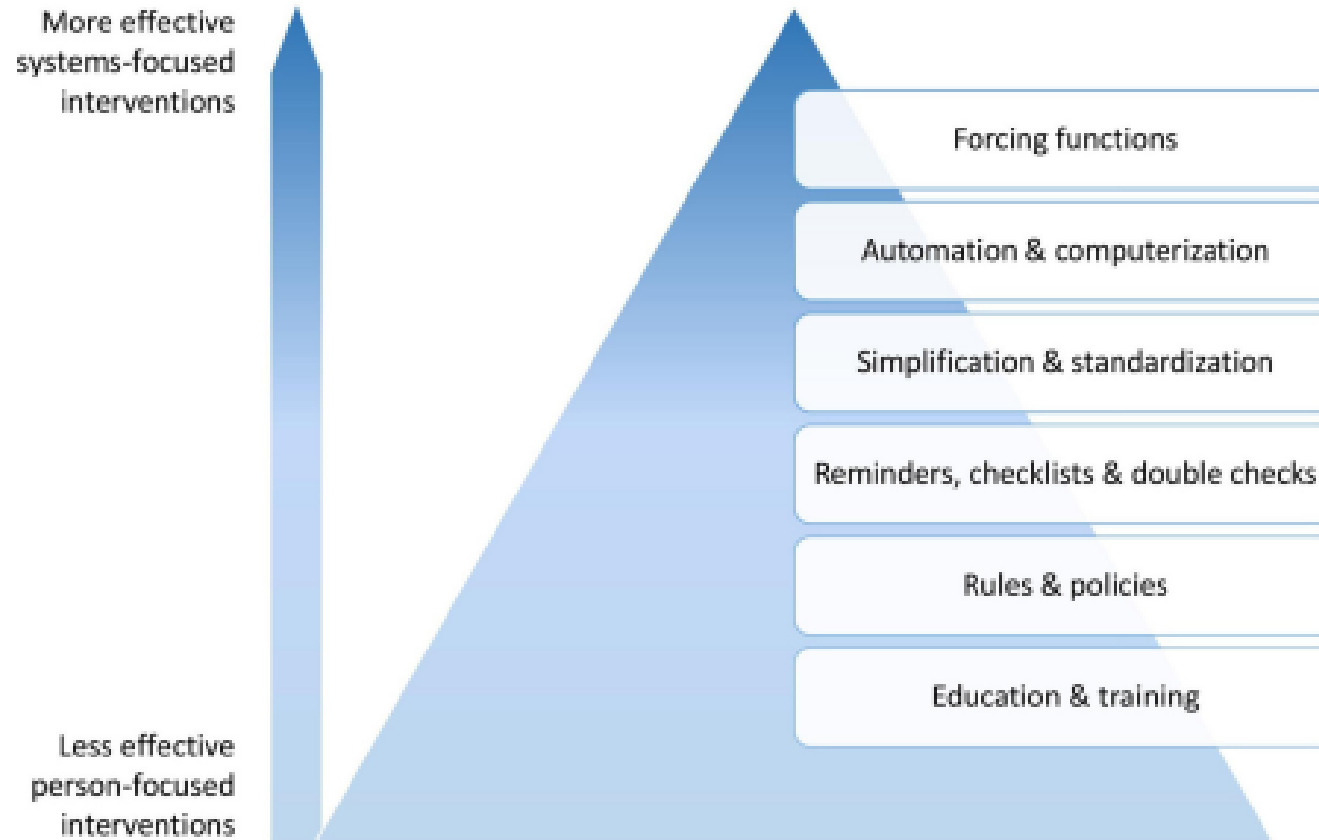 More effective
systems-focused
interventions
Forcing functions
Automation & computerization
Simplification & standardization
Reminders, checklists & double checks
Rules & policies
Education & training
Less effective
person-focused
interventions